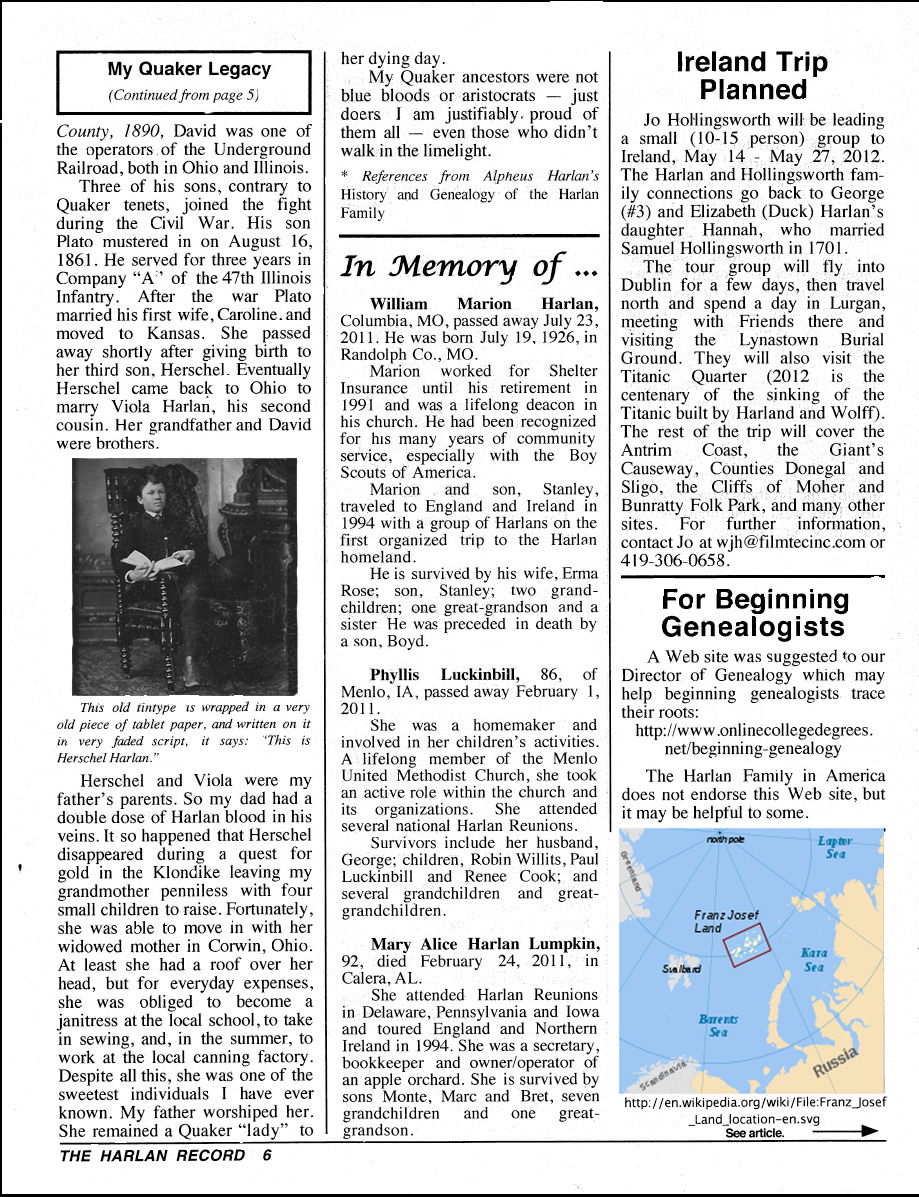 My Quaker Legacy
(Continued from page 5)
County, 1890, David was one of
the operators of the Underground
Railroad, both in Ohio and Illinois.
Three of his sons, contrary to
Quaker tenets, joined the fight
during the Civil War. His son
Plato mustered in on August 16,
1861. He served for three years in
Company "A" of the 47th Illinois
Infantry. After the war Plato
married his first wife, Caroline. and
moved to Kansas. She passed
away shortly after giving birth to
her third son, Herschel. Eventually
Herschel came back to Ohio to
marry Viola Harlan, his second
cousin. Her grandfather and David
were brothers.
This old tintype is wrapped in a very
old piece of tablet paper, and written on it
in very faded script, it says: "This is
Herschel Harlan."
Herschel and Viola were my
father's parents. So my dad had a
double dose of Harlan blood in his
veins. It so happened that Herschel
disappeared during a quest for
gold in the Klondike leaving my
grandmother penniless with four
small children to raise. Fortunately,
she was able to move in with her
widowed mother in Corwin, Ohio.
At least she had a roof over her
head, but for everyday expenses,
she was obliged to become a
janitress at the local school, to take
in sewing, and, in the summer, to
work at the local canning factory.
Despite all this, she was one of the
sweetest individuals I have ever
known. My father worshiped her.
She remained a Quaker "lady" to
her dying day.
My Quaker ancestors were not
blue bloods or aristocrats — just
doers I am justifiably proud of
them all — even those who didn't
walk in the limelight.
* References from Alpheus Harlan's
History and Genealogy of the Harlan
Family
In Memory of ...
William Marion Harlan,
Columbia, MO, passed away July 23,
2011. He was born July 19, 1926, in
Randolph Co., MO.
Marion worked for Shelter
Insurance until his retirement in
1991 and was a lifelong deacon in
his church. He had been recognized
for his many years of community
service, especially with the Boy
Scouts of America.
Marion and son, Stanley,
traveled to England and Ireland in
1994 with a group of Harlans on the
first organized trip to the Harlan
homeland.
He is survived by his wife, Erma
Rose; son, Stanley; two grand-
children; one great-grandson and a
sister He was preceded in death by
a son, Boyd.
Phyllis Luckinbill, 86, of
Menlo, IA, passed away February 1,
2011.
She was a homemaker and
involved in her children's activities.
A lifelong member of the Menlo
United Methodist Church, she took
an active role within the church and
its organizations. She attended
several national Harlan Reunions.
Survivors include her husband,
George; children, Robin Willits, Paul
Luckinbill and Renee Cook; and
several grandchildren and great-
grandchildren.
Mary Alice Harlan Lumpkin,
92, died February 24, 2011, in
Calera, AL.
She attended Harlan Reunions
in Delaware, Pennsylvania and Iowa
and toured England and Northern
Ireland in 1994. She was a secretary,
bookkeeper and owner/operator of
an apple orchard. She is survived by
sons Monte, Marc and Bret, seven
grandchildren and one great-
grandson.
Ireland Trip
Planned
Jo Hollingsworth will be leading
a small (10-15 person) group to
Ireland, May 14 - May 27, 2012.
The Harlan and Hollingsworth fam-
ily connections go back to George
(#3) and Elizabeth (Duck) Harlan's
daughter Hannah, who married
Samuel Hollingsworth in 1701.
The tour group will fly into
Dublin for a few days, then travel
north and spend a day in Lurgan,
meeting with Friends there and
visiting the Lynastown Burial
Ground. They will also visit the
Titanic Quarter (2012 is the
centenary of the sinking of the
Titanic built by Harland and Wolff).
The rest of the trip will cover the
Antrim Coast, the Giant's
Causeway, Counties Donegal and
Sligo, the Cliffs of Moher and
Bunratty Folk Park, and many other
sites. For further information,
contact Jo at wjh@filmtecinc.com or
419-306-0658.
For Beginning
Genealogists
A Web site was suggested to our
Director of Genealogy which may
help beginning genealogists trace
their roots:
http://www.onlinecollegedegrees.
net/beginning-genealogy
The Harlan Family in America
does not endorse this Web site, but
it may be helpful to some.
north pole
Laptev
Sea
Greenland
Franz Josef
Land
Kara
Sea
Svalbard
Barents
Sea
Russia
Scandinavia
http://en.wikipedia.org/wiki/File:Franz_Josef
_Land_location-en.svg
See article.
THE HARLAN RECORD 6